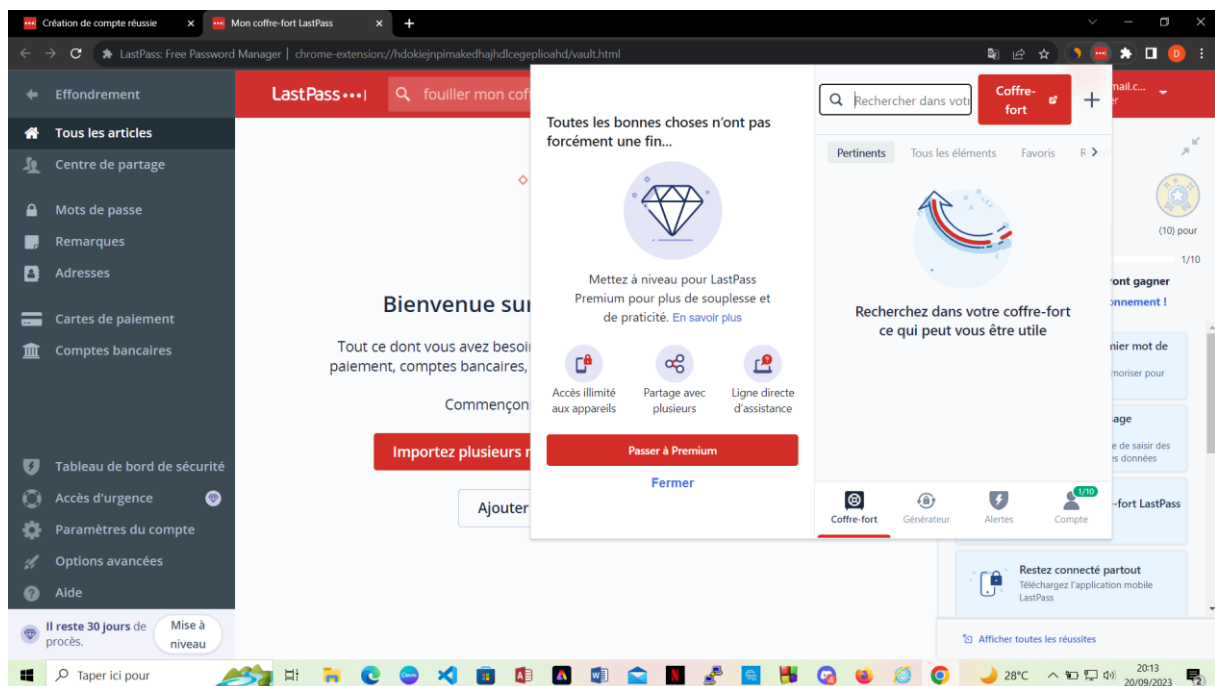 Création de compte réussie
Mon coffre-fort LastPass
LastPass: Free Password Manager | chrome-extension://hdokiejnpimakedhajhdlcegeplioahd/vault.html
D
Effondrement
Tous les articles
Centre de partage
Mots de passe
Remarques
Adresses
Cartes de paiement
Comptes bancaires
Tableau de bord de sécurité
Accès d'urgence
Paramètres du compte
Options avancées
Aide
Il reste 30 jours de
procès.
Mise à
niveau
LastPass
fouiller mon cof
Bienvenue sur
Tout ce dont vous avez besoi
paiement, comptes bancaires,
Commençon
Importez plusieurs
Ajouter
Toutes les bonnes choses n'ont pas
forcément une fin...
Mettez à niveau pour LastPass
Premium pour plus de souplesse et
de praticité. En savoir plus
Accès illimité
aux appareils
Partage avec
plusieurs
Ligne directe
d'assistance
Passer à Premium
Fermer
Rechercher dans votr
Coffre-
fort
Pertinents
Tous les éléments
Favoris
Recherchez dans votre coffre-fort
ce qui peut vous être utile
Coffre-fort
Générateur
Alertes
1/10
Compte
mail.c...
er
(10) pour
1/10
ont gagner
onnement !
nier mot de
moriser pour
age
e de saisir des
es données
-fort LastPass
Restez connecté partout
Téléchargez l'application mobile
LastPass
Afficher toutes les réussites
Taper ici pour
28°C
20:13
20/09/2023
2